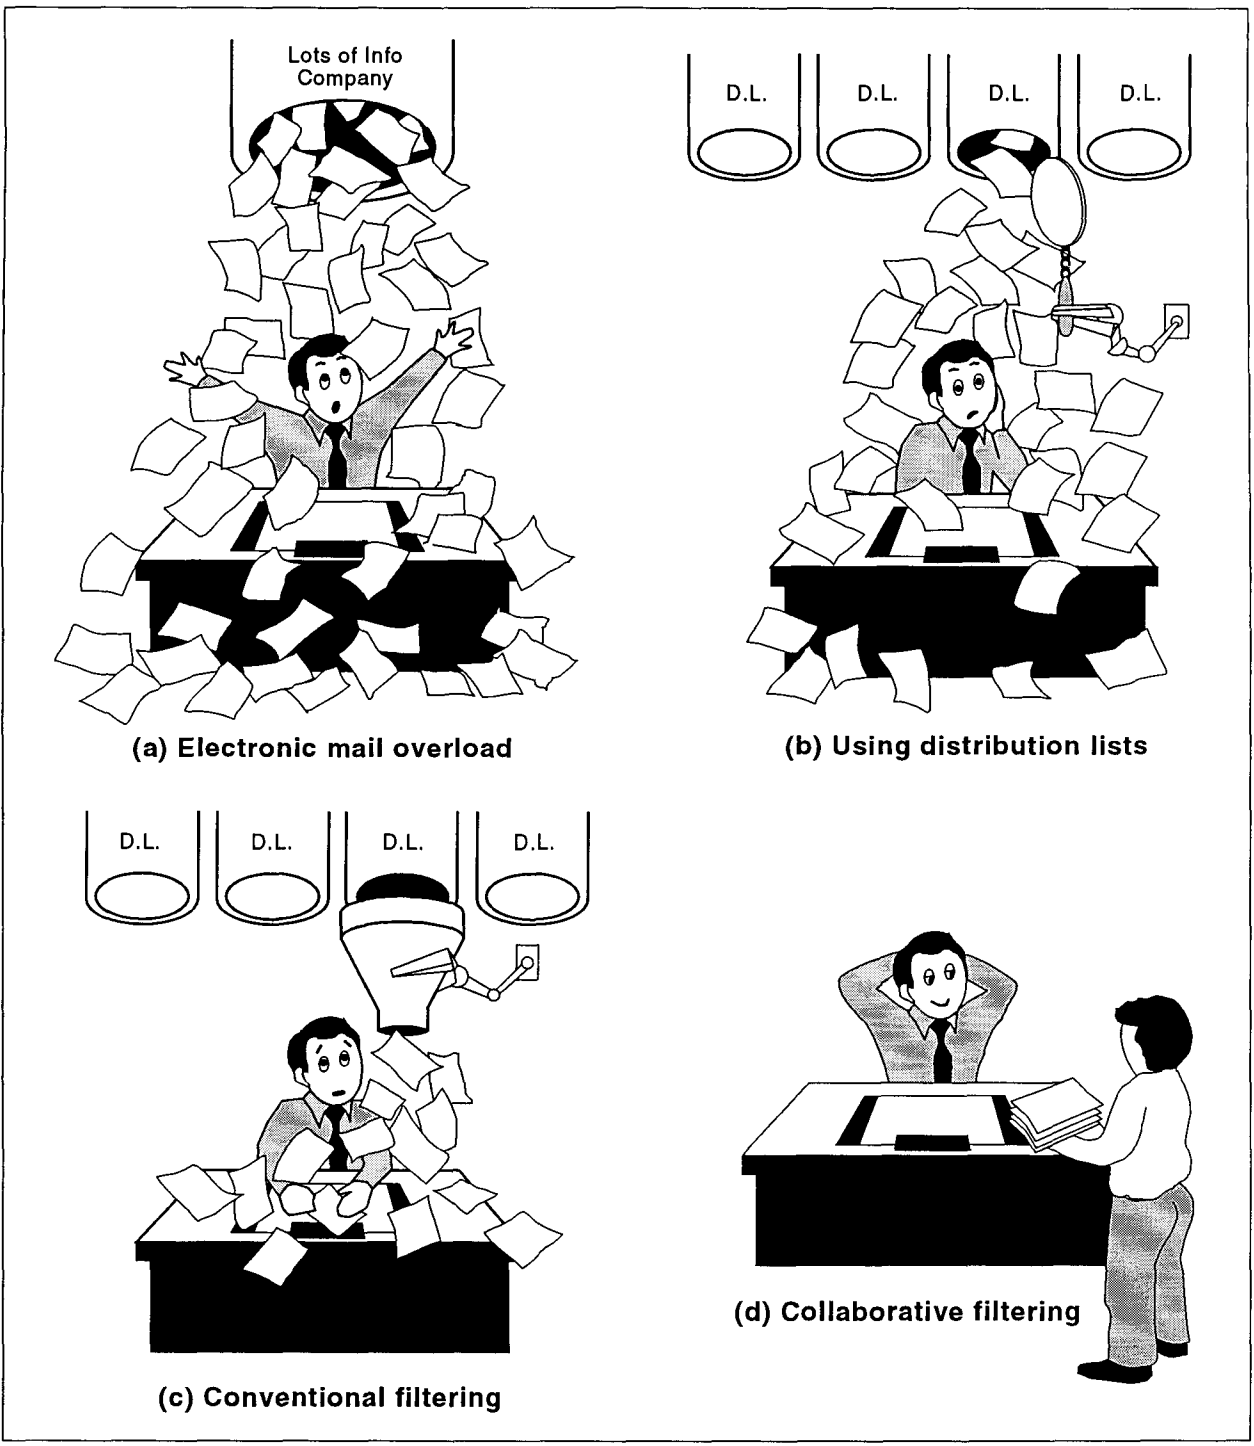 Lots of Info
Company
D.L.
D.L.
D.L.
D.L.
(a) Electronic mail overload
(b) Using distribution lists
D.L.
D.L.
D.L.
D.L.
(c) Conventional filtering
(d) Collaborative filtering